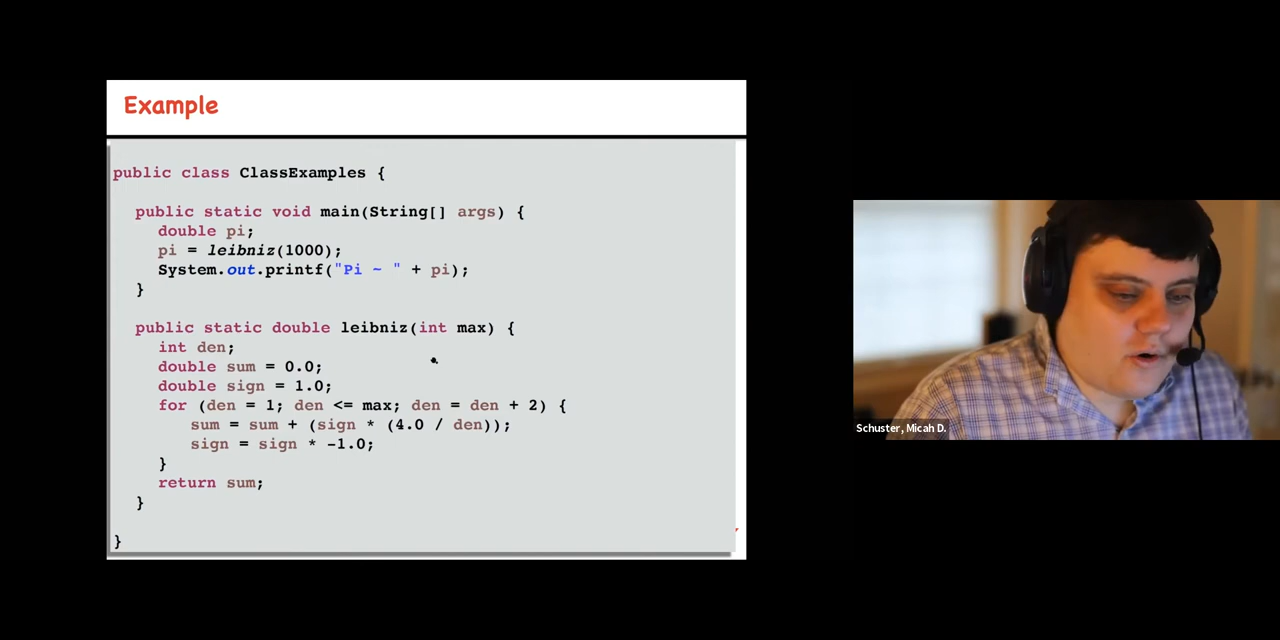 Example
public class ClassExamples {
public static void main(String[] args) {
double pi;
pi = leibniz(1000);
System.out.printf("Pi ~ " + pi);
}
public static double leibniz(int max) {
int den;
double sum = 0.0;
double sign = 1.0;
for (den = 1; den <= max; den = den + 2) {
sum = sum + (sign * (4.0 / den));
sign = sign * -1.0;
}
return sum;
}
}
Schuster, Micah D.